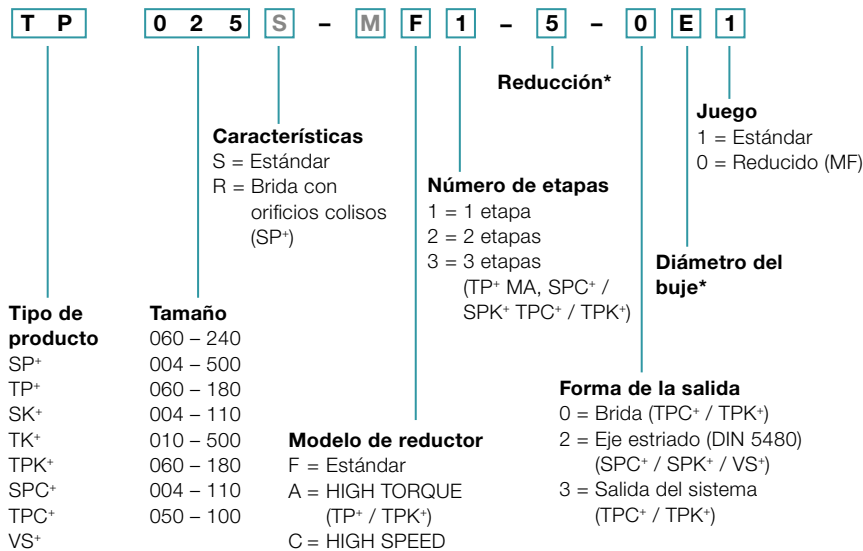 T P 0 2 5 S – M F 1 – 5 – 0 E 1
Reducción*
Juego
1 = Estándar
0 = Reducido (MF)
Características
S = Estándar
R = Brida con
orificios colisos
(SP+)
Número de etapas
1 = 1 etapa
2 = 2 etapas
3 = 3 etapas
(TP+ MA, SPC+ /
SPK+ TPC+ / TPK+)
Diámetro del
buje*
Tipo de
producto
SP+
TP+
SK+
TK+
TPK+
SPC+
TPC+
VS+
Tamaño
060 – 240
004 – 500
060 – 180
004 – 110
010 – 500
060 – 180
004 – 110
050 – 100
Modelo de reductor
F = Estándar
A = HIGH TORQUE
(TP+ / TPK+)
C = HIGH SPEED
Forma de la salida
0 = Brida (TPC+ / TPK+)
2 = Eje estriado (DIN 5480)
(SPC+ / SPK+ / VS+)
3 = Salida del sistema
(TPC+ / TPK+)